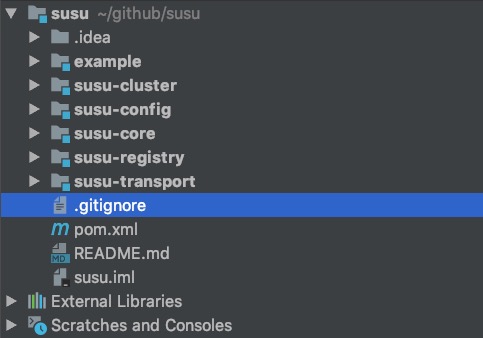 susu ~/github/susu
.idea
example
susu-cluster
susu-config
susu-core
susu-registry
susu-transport
.gitignore
m pom.xml
MD README.md
susu.iml
External Libraries
Scratches and Consoles